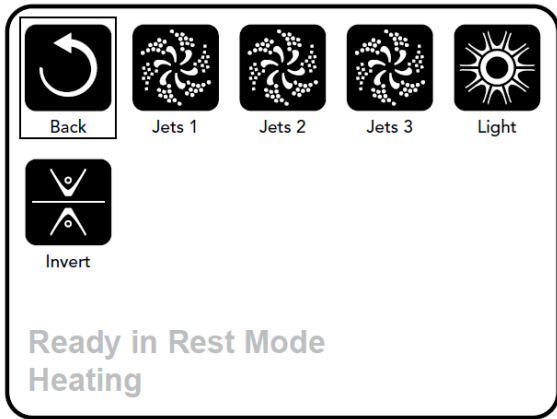 Back
Jets 1
Jets 2
Jets 3
Light
Invert
Ready in Rest Mode
Heating